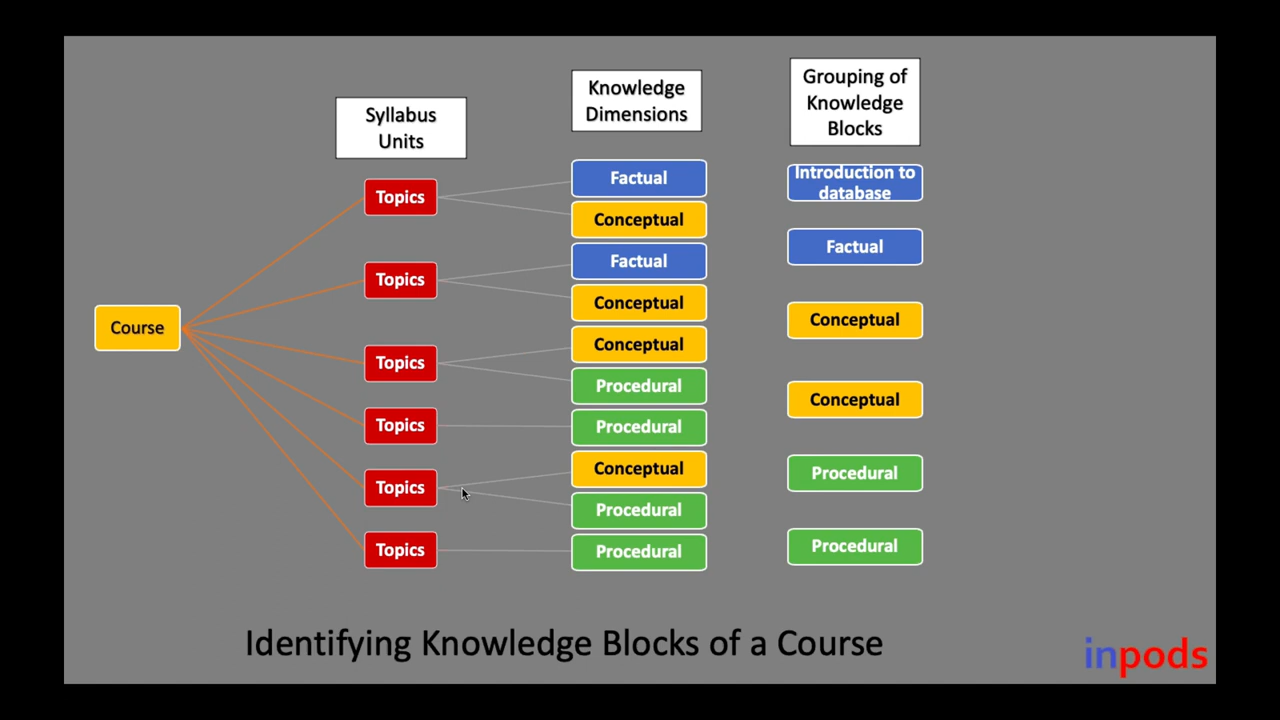 Syllabus
Units
Knowledge
Dimensions
Grouping of
Knowledge
Blocks
Course
Topics
Topics
Topics
Topics
Topics
Topics
Factual
Conceptual
Factual
Conceptual
Conceptual
Procedural
Procedural
Conceptual
Procedural
Procedural
Introduction to
database
Factual
Conceptual
Conceptual
Procedural
Procedural
Identifying Knowledge Blocks of a Course
inpods